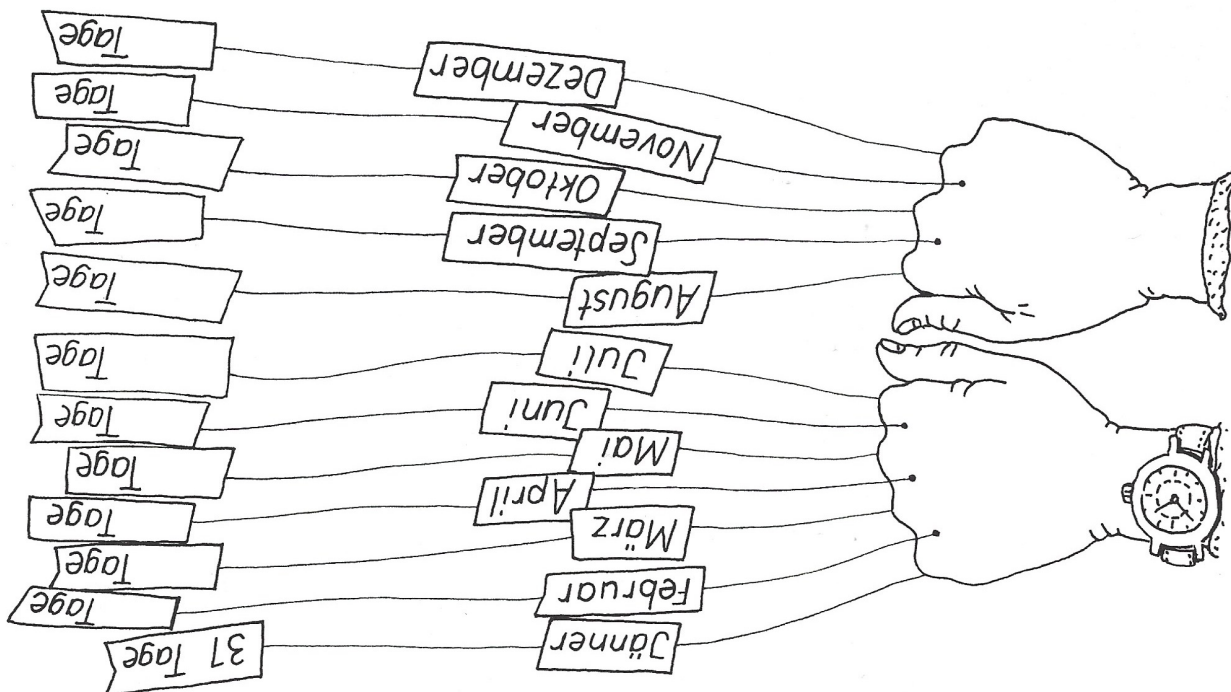 Jänner
31 Tage
Februar
Tage
März
Tage
April
Tage
Mai
Tage
Juni
Tage
Juli
Tage
August
Tage
September
Tage
Oktober
Tage
November
Tage
Dezember
Tage